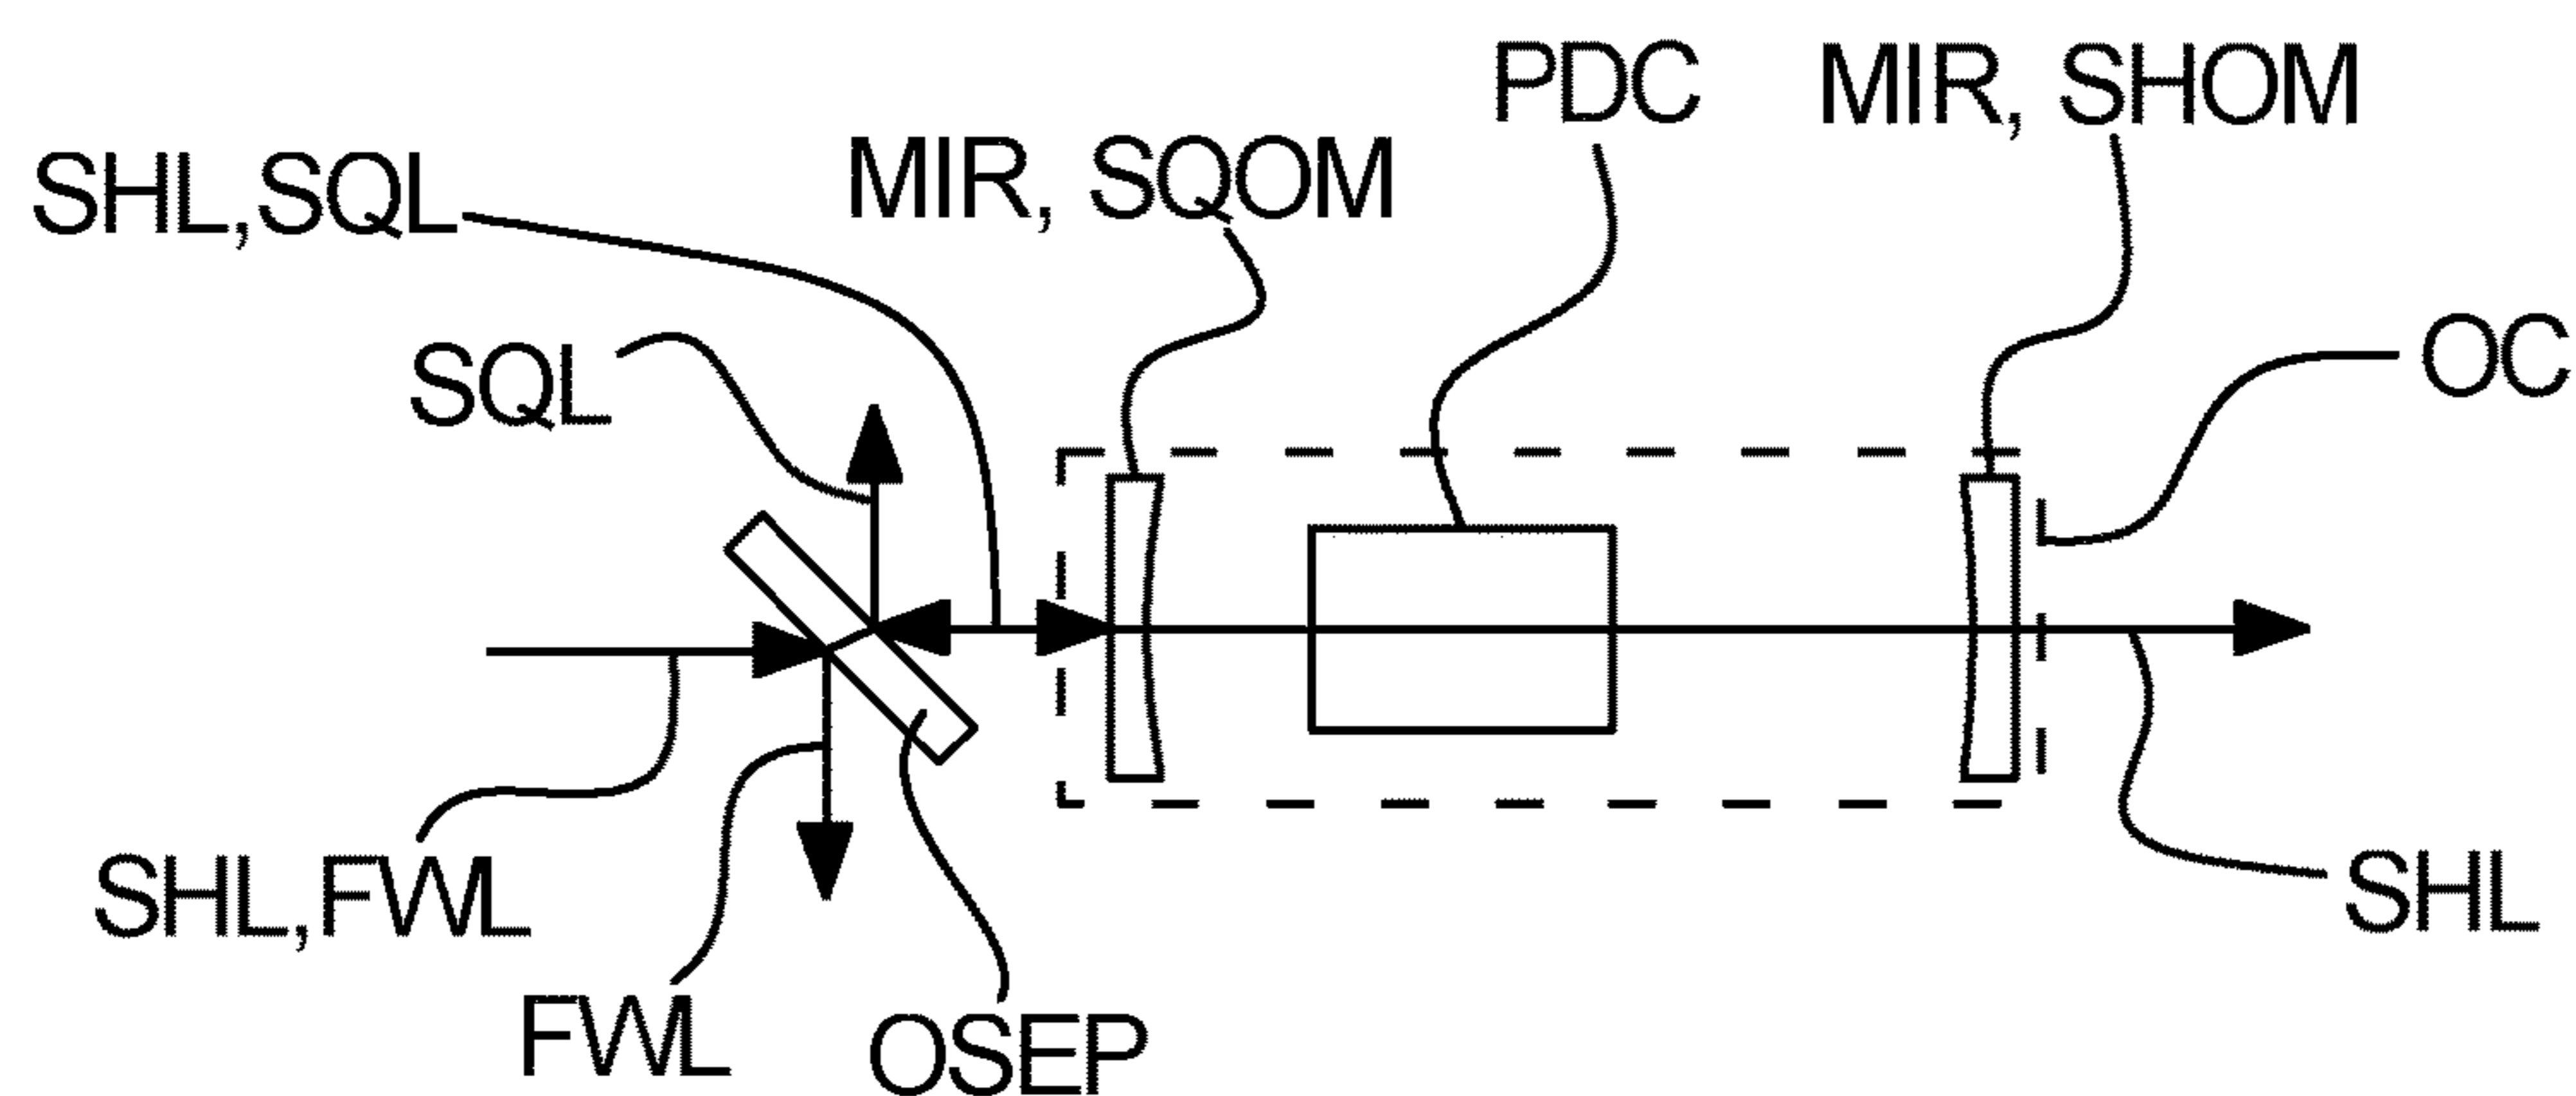 PDC
MIR, SHOM
SHL,SQL
MIR, SQOM
SQL
OC
SHL,FWL
SHL
FWL
OSEP